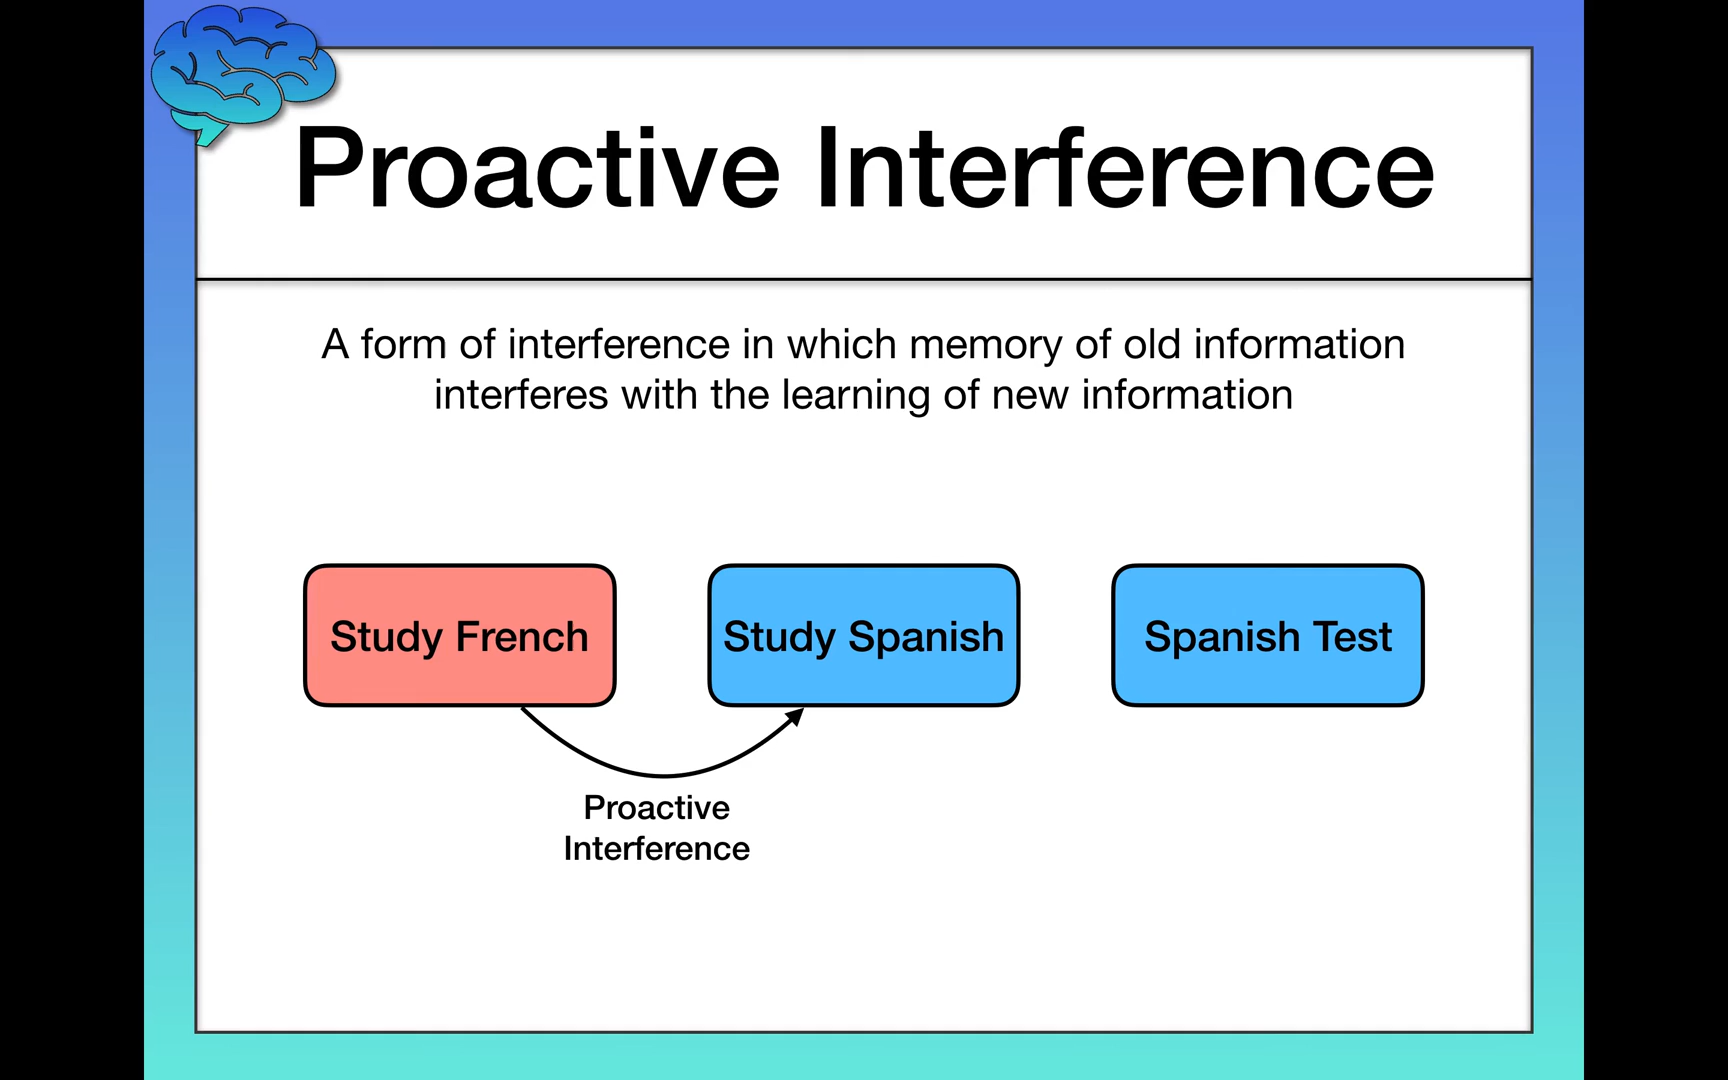 Proactive Interference
A form of interference in which memory of old information
interferes with the learning of new information
Study French
Study Spanish
Spanish Test
Proactive
Interference